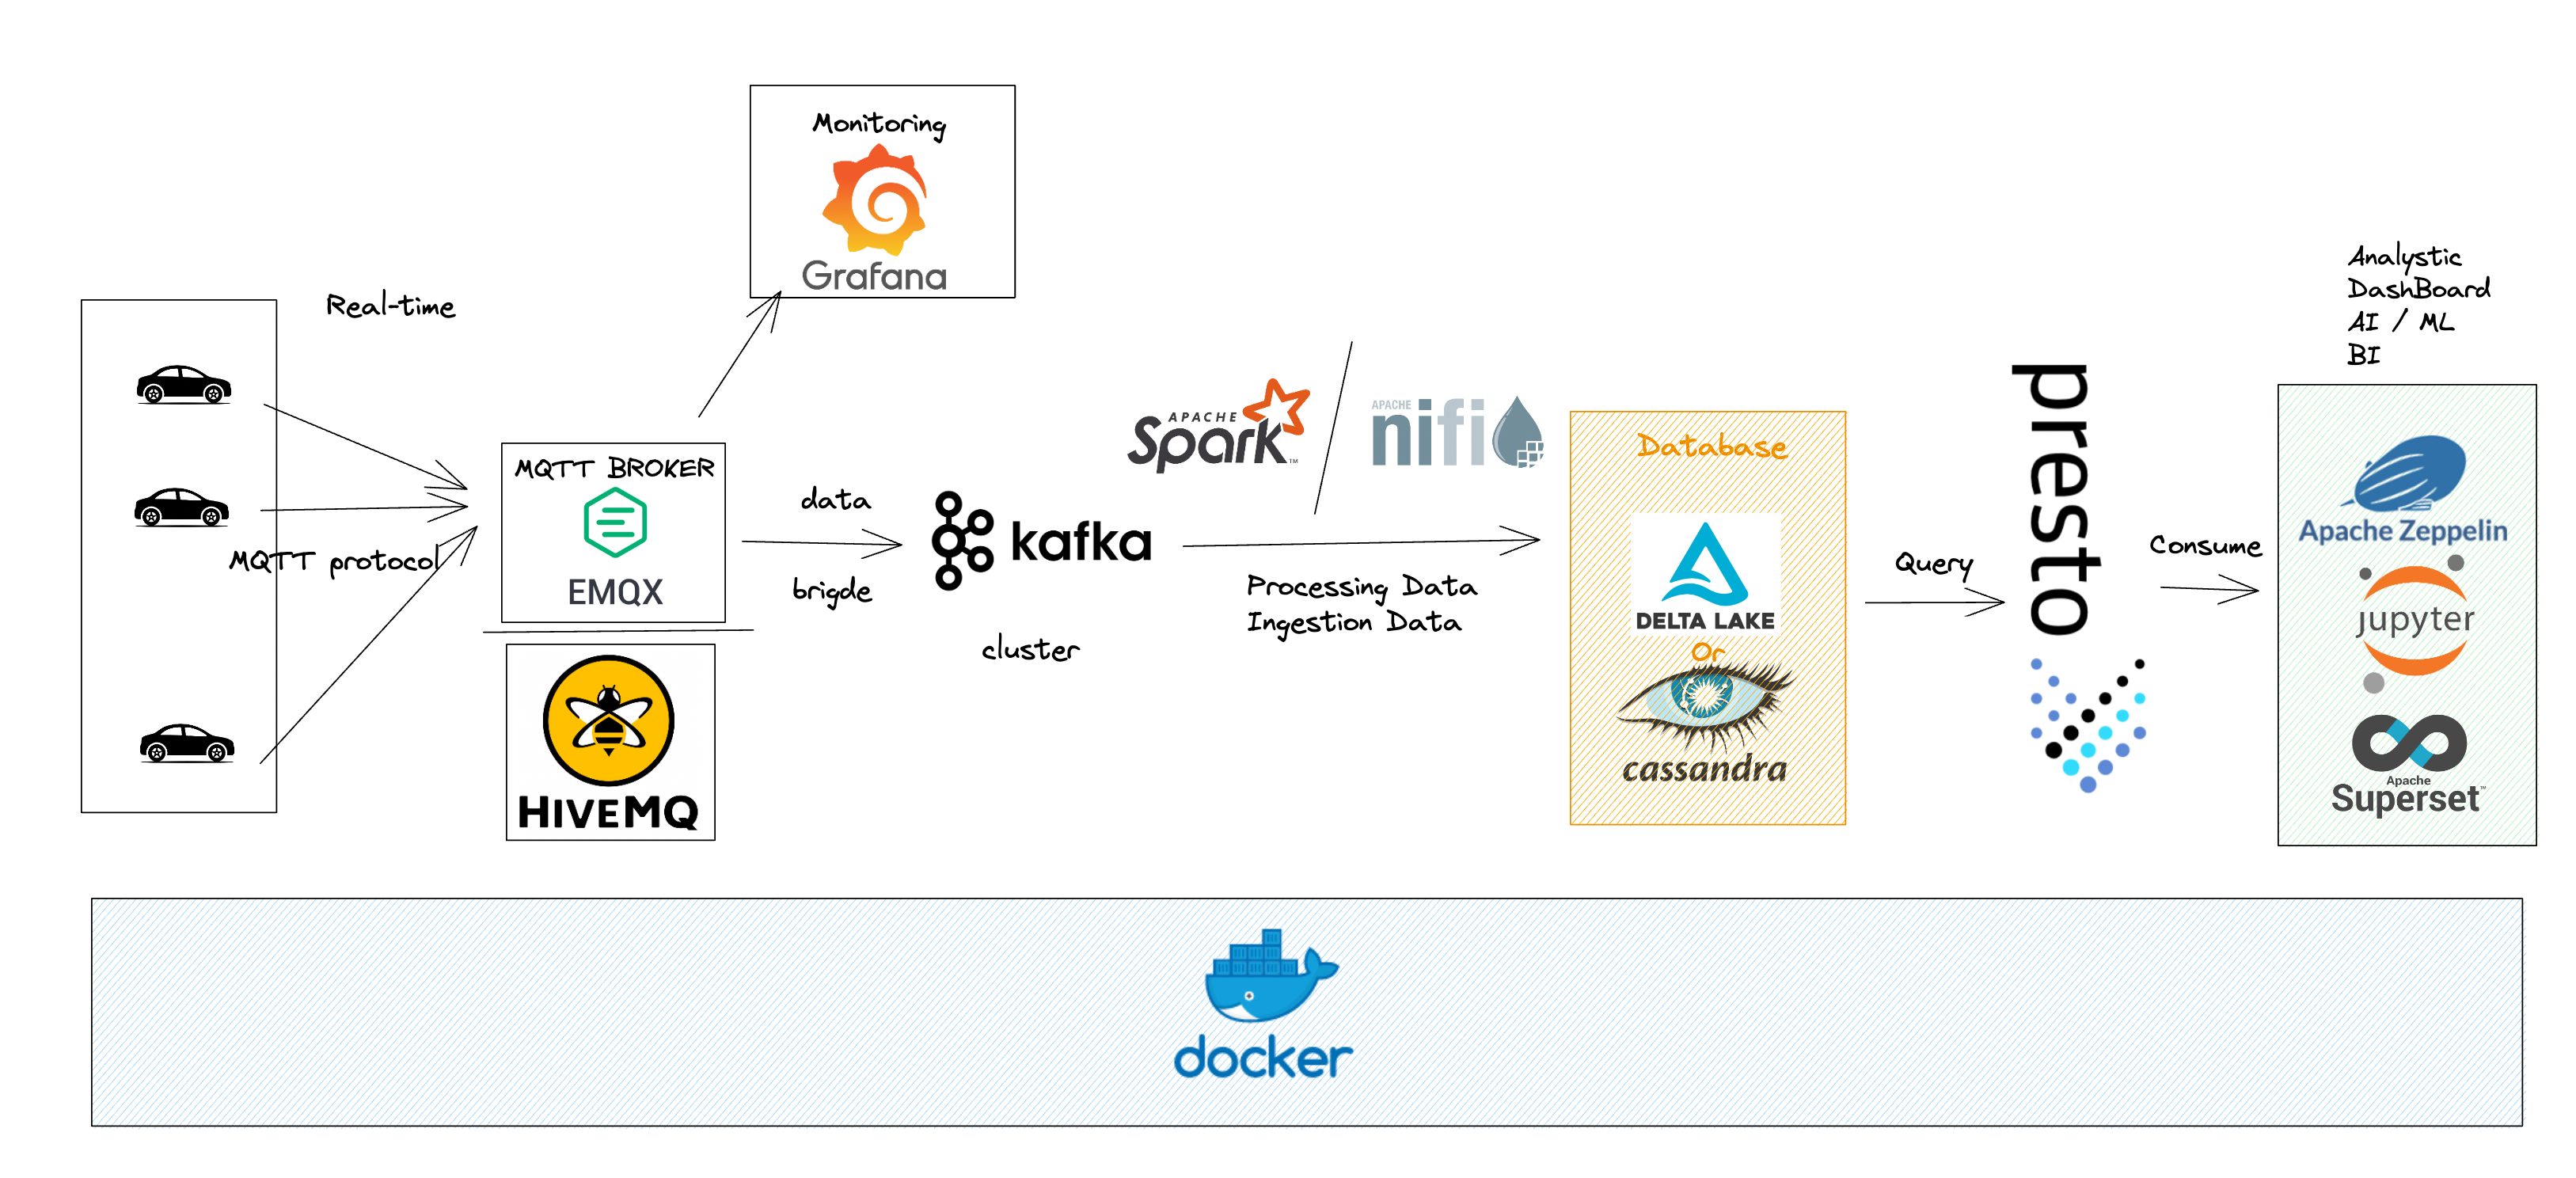 Monitoring
Grafana
Real-time
MQTT protocol
MQTT BROKER
EMQX
HIVEMQ
data
brigde
kafka
cluster
APACHE
Spark™
APACHE
nifi
Processing Data
Ingestion Data
Database
DELTA LAKE
Or
cassandra
Query
presto
Consume
Analystic
DashBoard
AI / ML
BI
Apache Zeppelin
jupyter
Apache
Superset™
docker